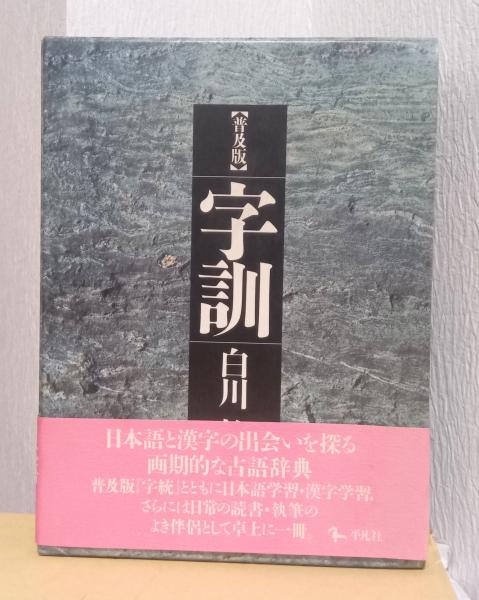 【普及版】
字訓
白川
日本語と漢字の出会いを探る
画期的な古語辞典
普及版『字統』とともに日本語学習・漢字学習、
さらには日常の読書・執筆の
よき伴侶として卓上に一冊。
平凡社